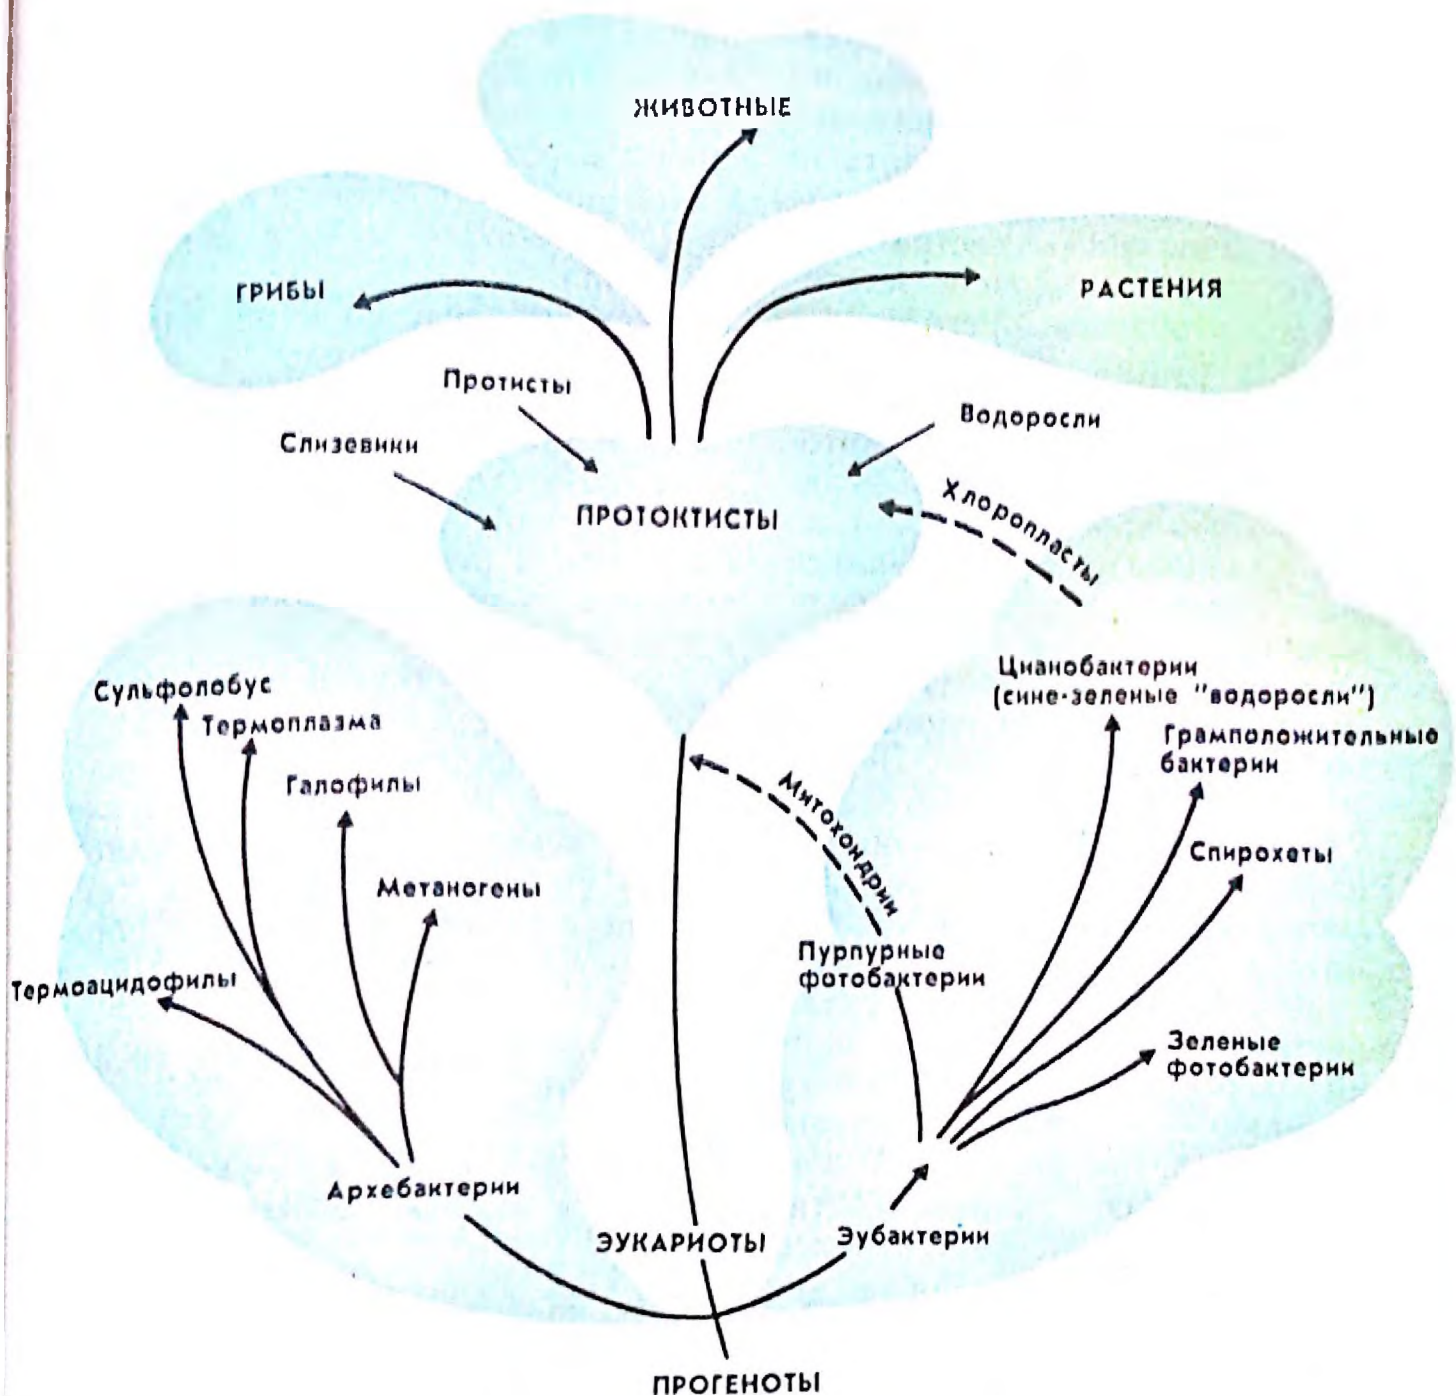 ЖИВОТНЫЕ
ГРИБЫ
РАСТЕНИЯ
Протисты
Водоросли
Слизевики
Хлоропласты
ПРОТОКТИСТЫ
Цианобактерии
(сине-зеленые "водоросли")
Сульфолобус
Термоплазма
Грамположительные
бактерии
Галофилы
Митохондрии
Спирохеты
Метаногены
Пурпурные
фотобактерии
Термоацидофилы
Зеленые
фотобактерии
Архебактерии
ЭУКАРИОТЫ
Эубактерии
ПРОГЕНОТЫ